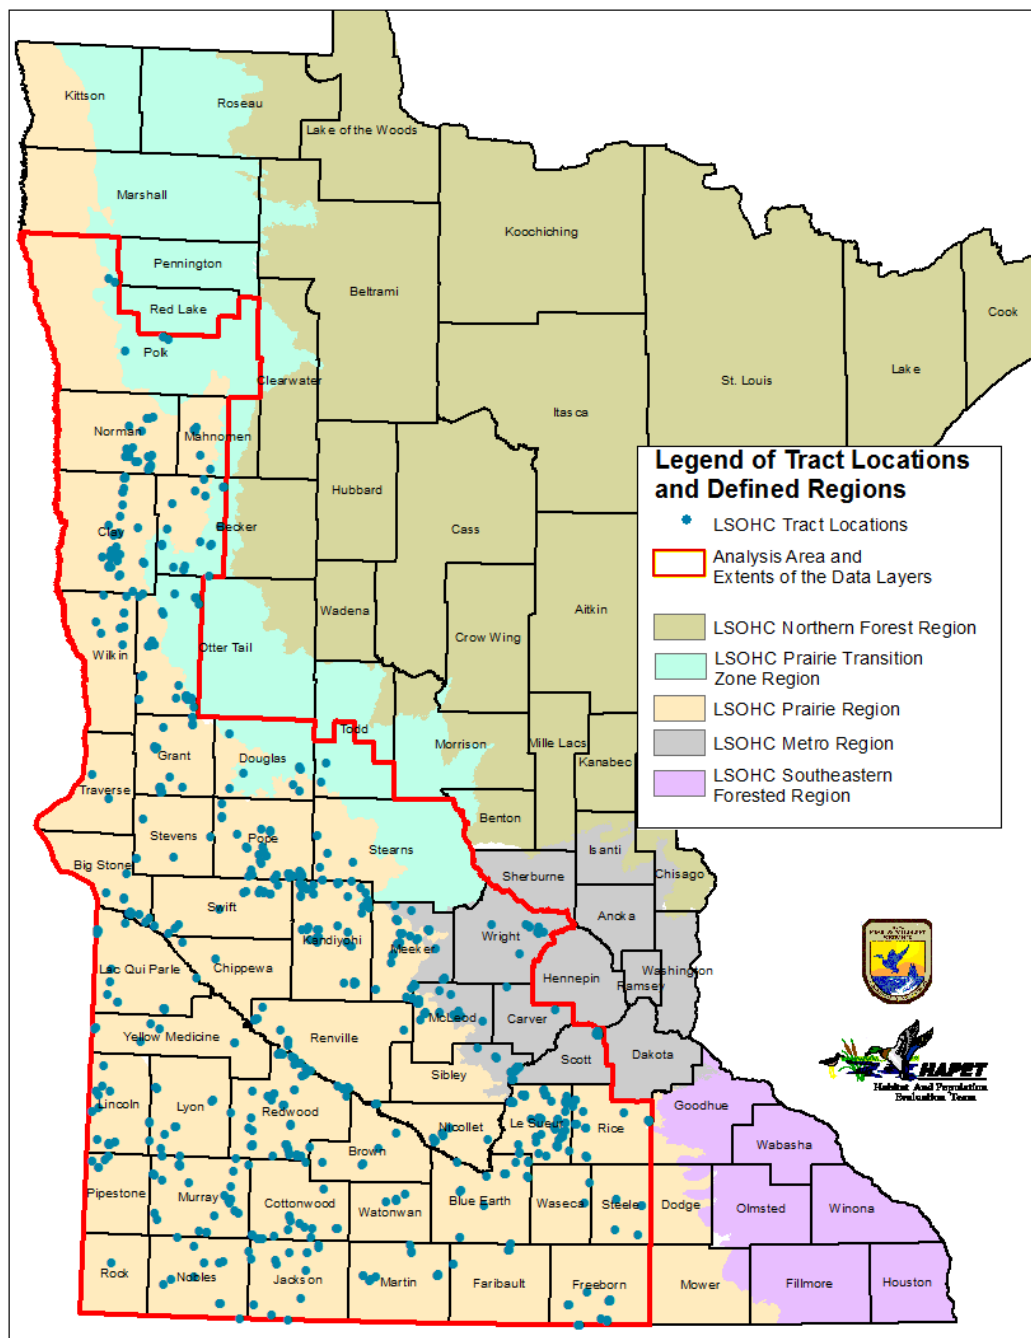 Kittson
Roseau
Lake of the Woods
Marshall
Koochiching
Pennington
Beltrami
Red Lake
Cook
Polk
Lake
Clearwater
St. Louis
Itasca
Norman
Mahnomen
Hubbard
Cass
Becker
Clay
Legend of Tract Locations
and Defined Regions
LSOHC Tract Locations
Analysis Area and
Extents of the Data Layers
LSOHC Northern Forest Region
LSOHC Prairie Transition
Zone Region
LSOHC Prairie Region
LSOHC Metro Region
LSOHC Southeastern
Forested Region
Wadena
Aitkin
Crow Wing
Otter Tail
Wilkin
Todd
Morrison
Mille Lacs
Kanabec
Grant
Douglas
Traverse
Benton
Stevens
Pope
Stearns
Isanti
Big Stone
Sherburne
Chisago
Swift
Anoka
Kandiyohi
Meeker
Wright
Lac Qui Parle
Chippewa
Hennepin
Washington
Ramsey
McLeod
Carver
Yellow Medicine
Renville
Scott
Dakota
Sibley
HAPET
Habitat And Population
Evaluation Team
Lincoln
Lyon
Redwood
Nicollet
Le Sueur
Rice
Goodhue
Wabasha
Brown
Pipestone
Murray
Cottonwood
Watonwan
Blue Earth
Waseca
Steele
Dodge
Olmsted
Winona
Rock
Nobles
Jackson
Martin
Faribault
Freeborn
Mower
Fillmore
Houston